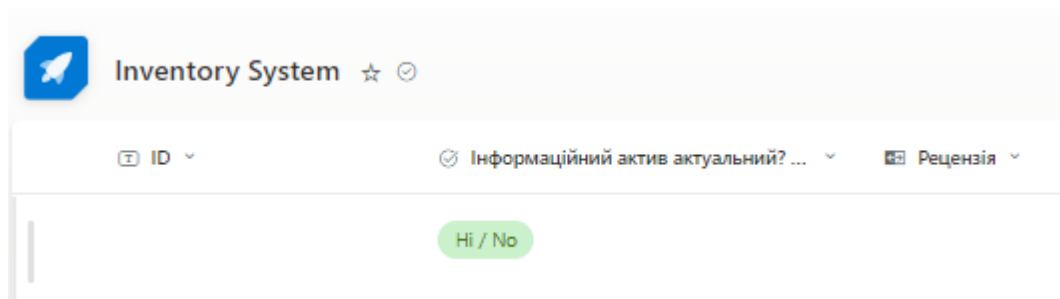 Inventory System
ID
Інформаційний актив актуальний? ...
Рецензія
Ні / No